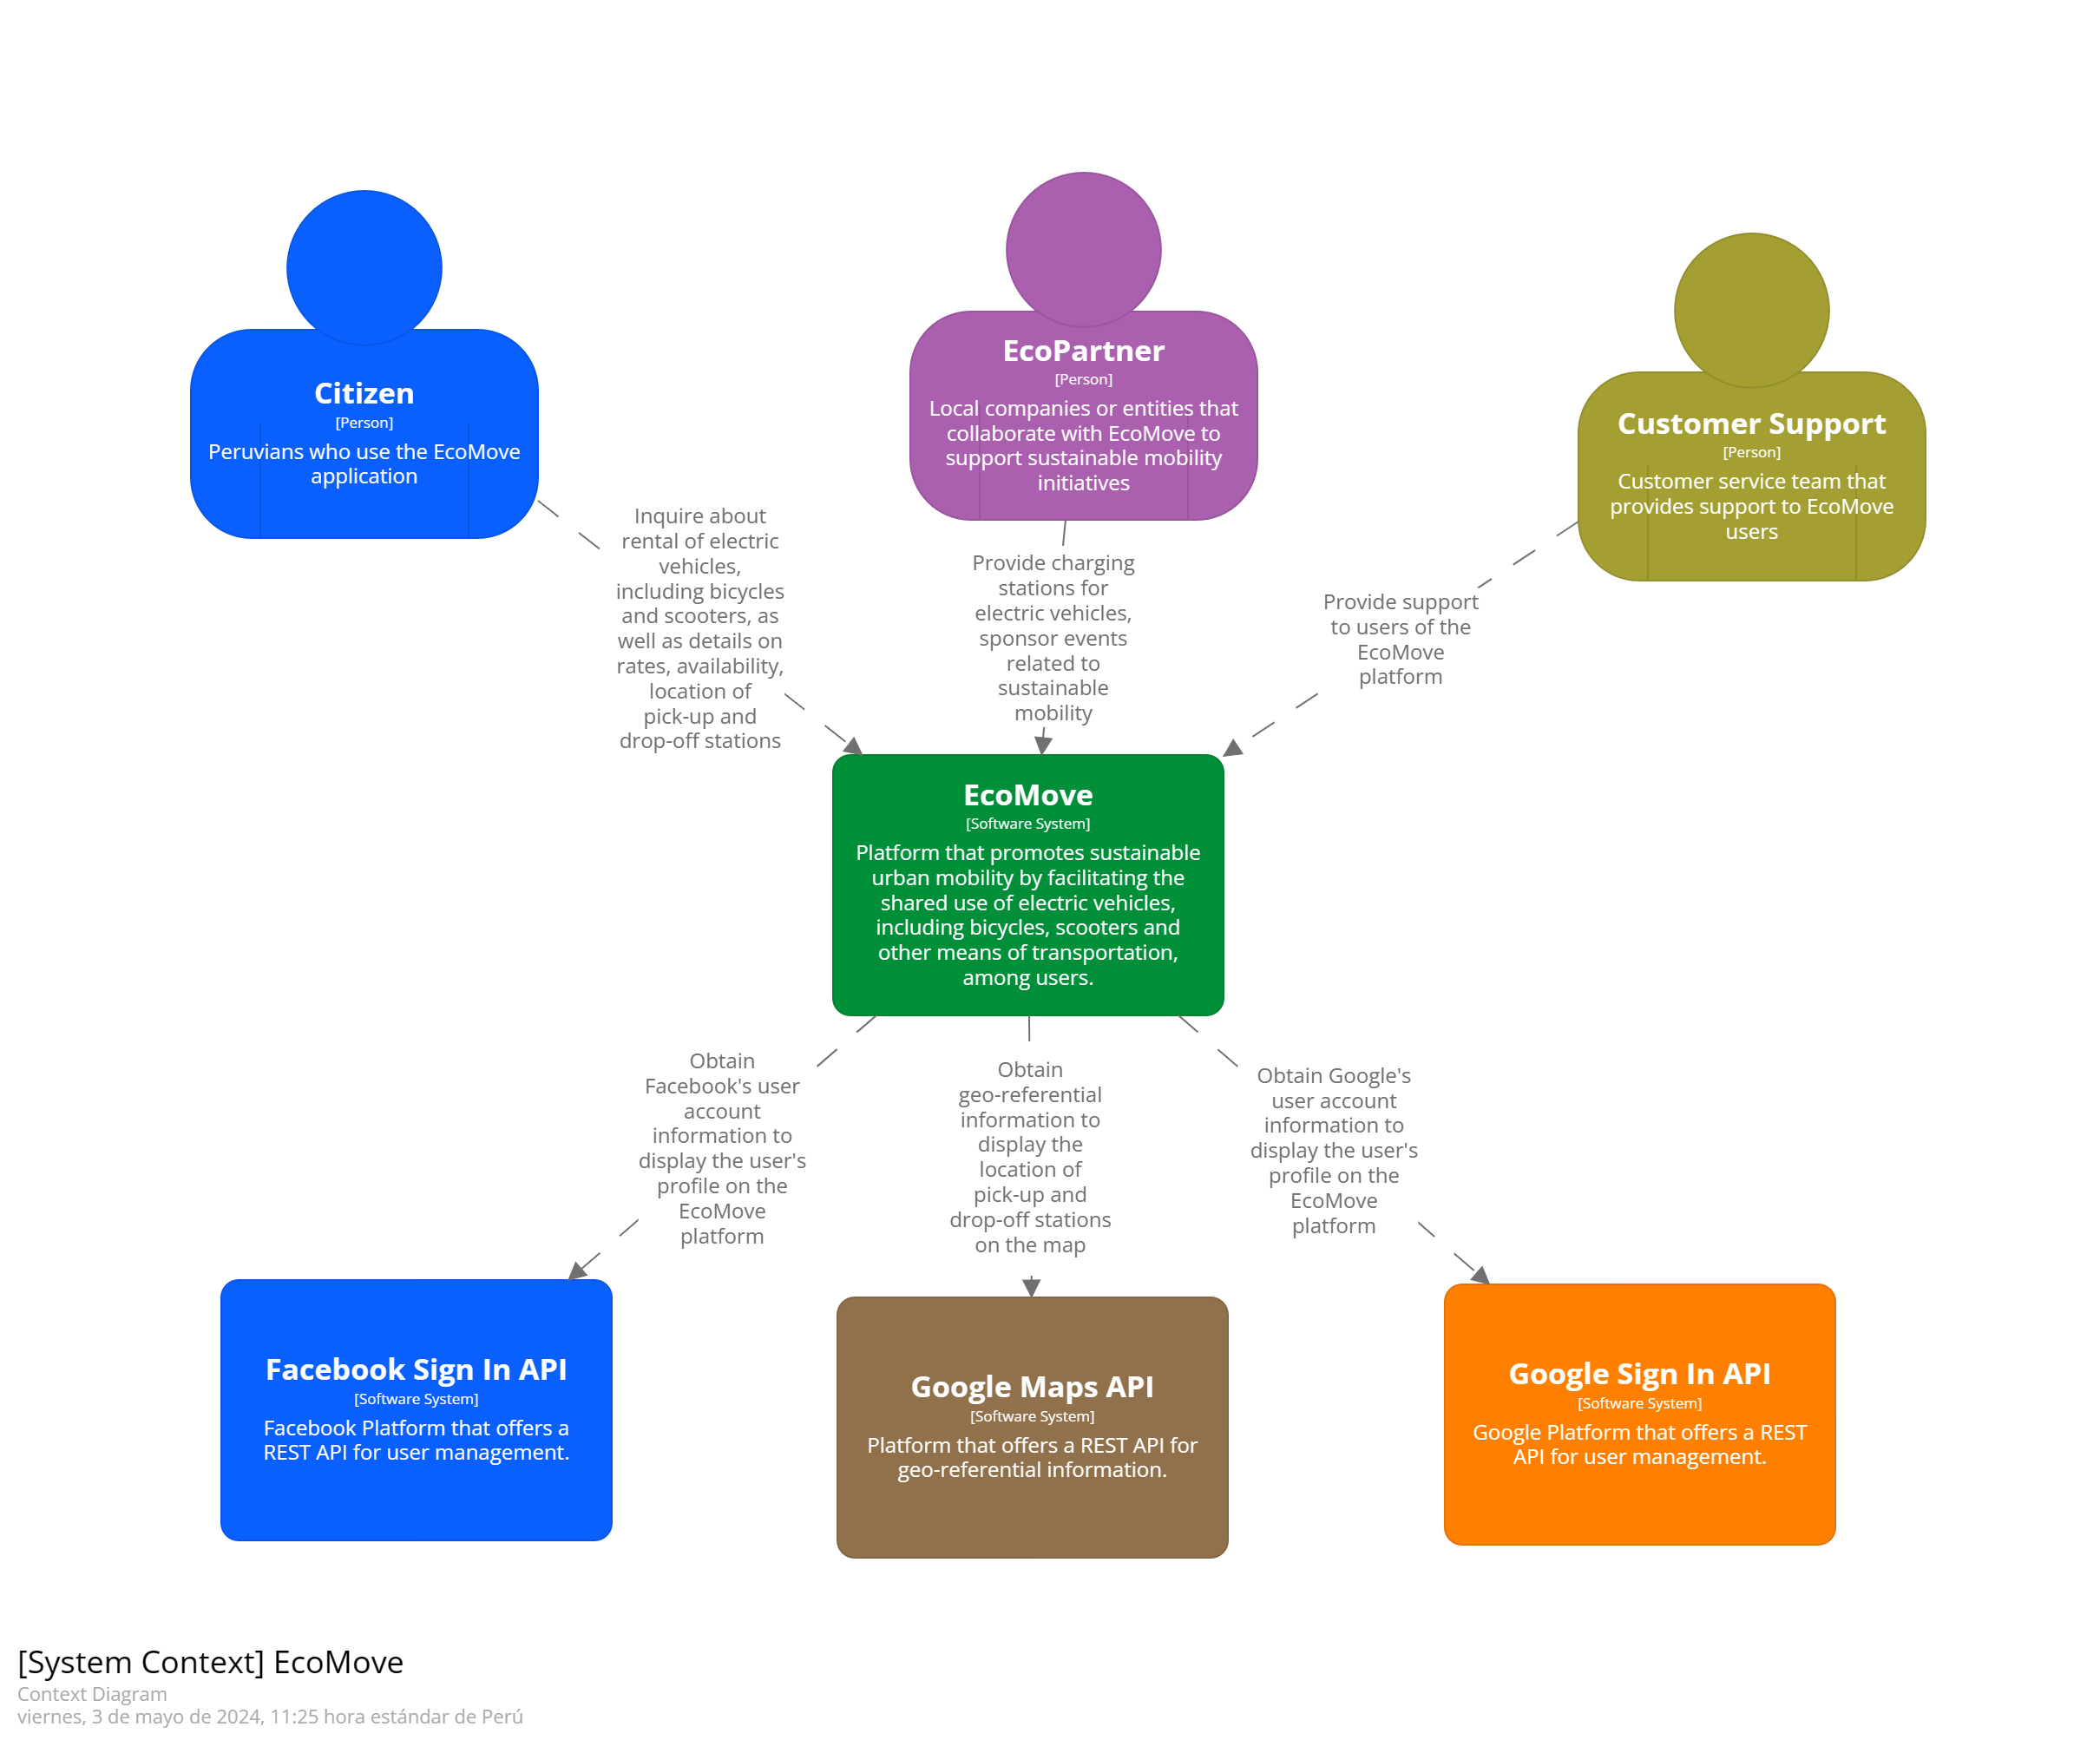 Citizen
[Person]
Peruvians who use the EcoMove
application
EcoPartner
[Person]
Local companies or entities that
collaborate with EcoMove to
support sustainable mobility
initiatives
Customer Support
[Person]
Customer service team that
provides support to EcoMove
users
Inquire about
rental of electric
vehicles,
including bicycles
and scooters, as
well as details on
rates, availability,
location of
pick-up and
drop-off stations
Provide charging
stations for
electric vehicles,
sponsor events
related to
sustainable
mobility
Provide support
to users of the
EcoMove
platform
EcoMove
[Software System]
Platform that promotes sustainable
urban mobility by facilitating the
shared use of electric vehicles,
including bicycles, scooters and
other means of transportation,
among users.
Obtain
Facebook's user
account
information to
display the user's
profile on the
EcoMove
platform
Obtain
geo-referential
information to
display the
location of
pick-up and
drop-off stations
on the map
Obtain Google's
user account
information to
display the user's
profile on the
EcoMove
platform
Facebook Sign In API
[Software System]
Facebook Platform that offers a
REST API for user management.
Google Maps API
[Software System]
Platform that offers a REST API for
geo-referential information.
Google Sign In API
[Software System]
Google Platform that offers a REST
API for user management.
[System Context] EcoMove
Context Diagram
viernes, 3 de mayo de 2024, 11:25 hora estándar de Perú